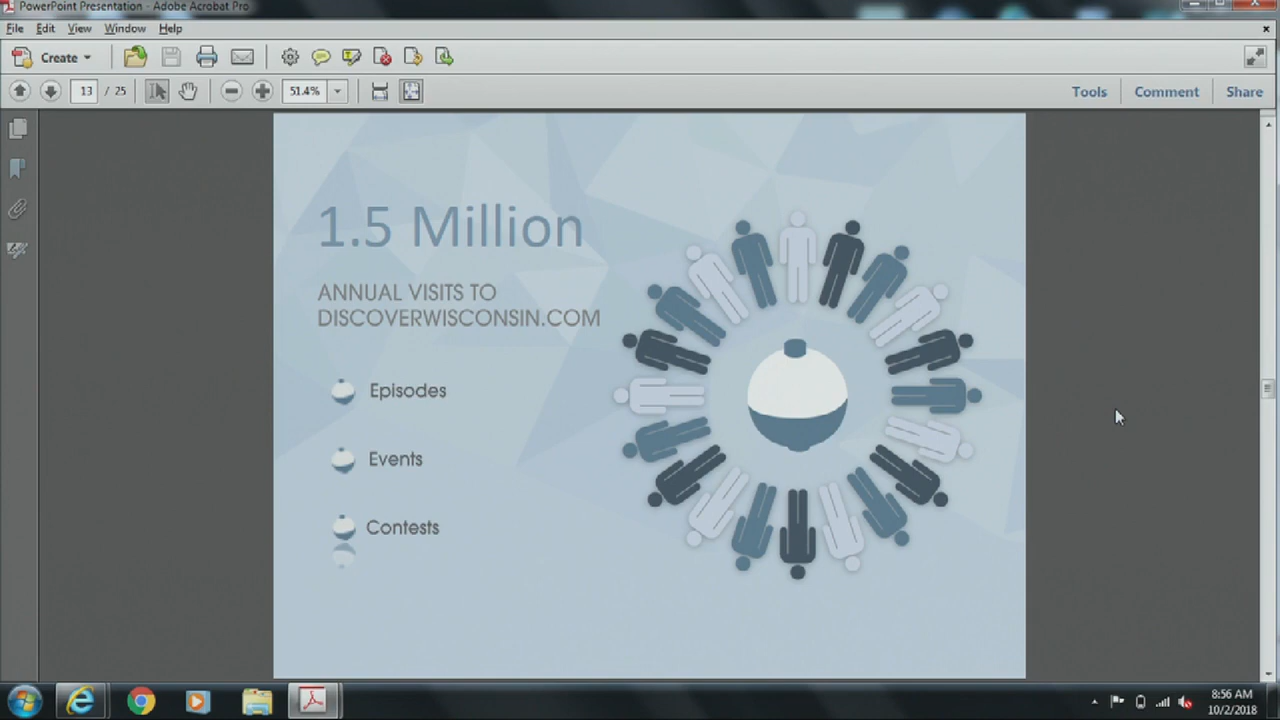 PowerPoint Presentation - Adobe Acrobat Pro
File Edit View Window Help
Create
13 / 25 51.4% Tools Comment Share
1.5 Million
ANNUAL VISITS TO
DISCOVERWISCONSIN.COM
Episodes
Events
Contests
8:56 AM
10/2/2018